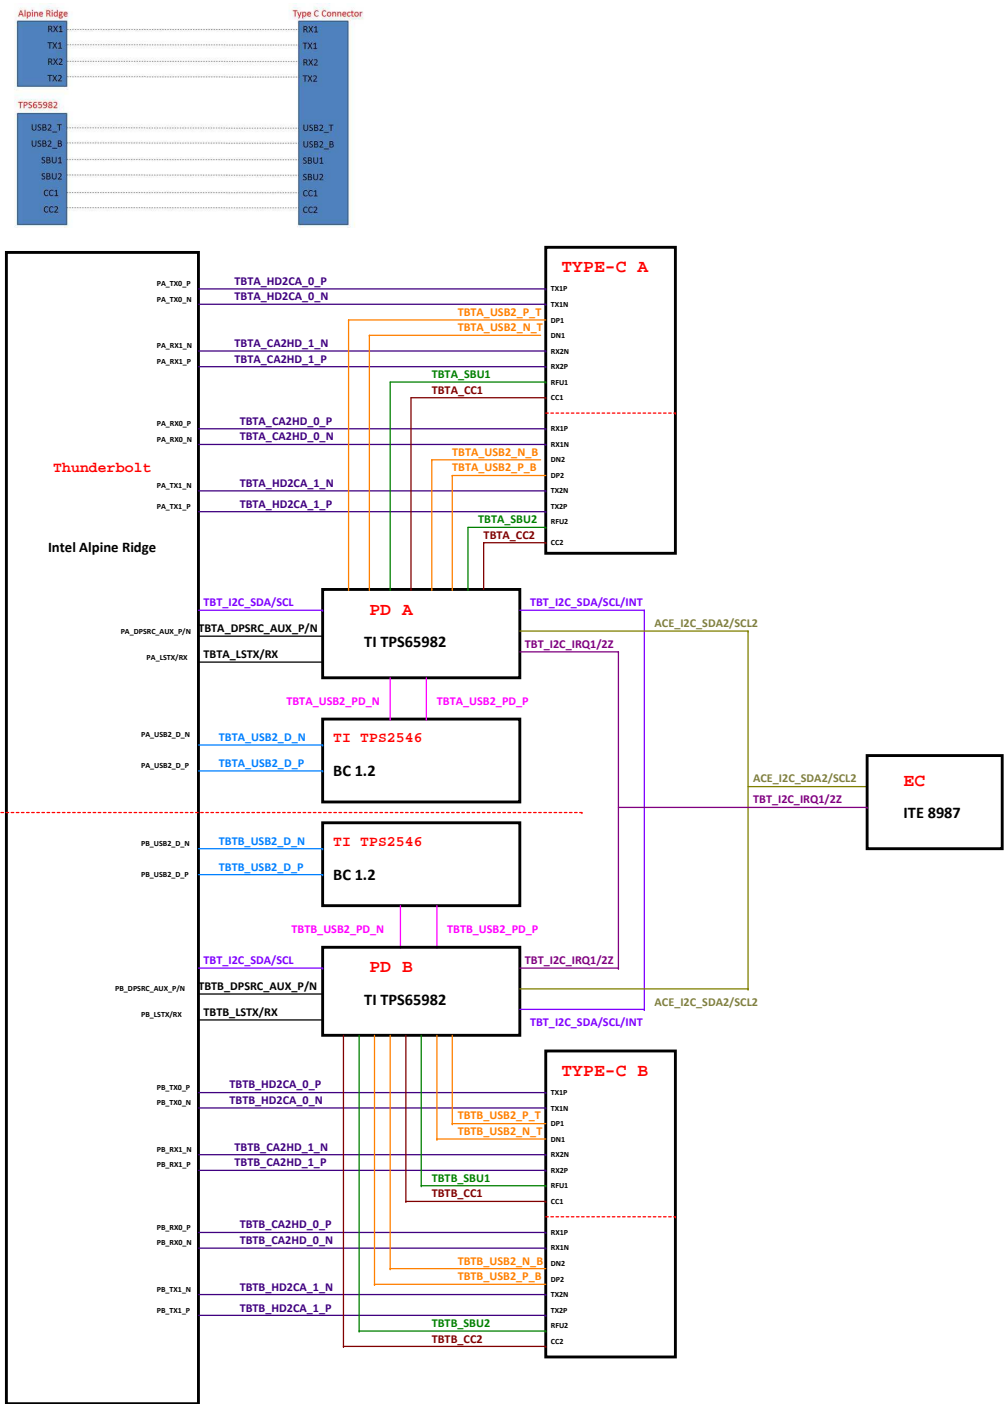 Alpine Ridge
Type C Connector
RX1
RX1
TX1
TX1
RX2
RX2
TX2
TX2
TPS65982
USB2_T
USB2_T
USB2_B
USB2_B
SBU1
SBU1
SBU2
SBU2
CC1
CC1
CC2
CC2
TYPE-C A
PA_TX0_P
TBTA_HD2CA_0_P
TX1P
PA_TX0_N
TBTA_HD2CA_0_N
TX1N
TBTA_USB2_P_T
DP1
TBTA_USB2_N_T
DN1
PA_RX1_N
TBTA_CA2HD_1_N
RX2N
PA_RX1_P
TBTA_CA2HD_1_P
RX2P
TBTA_SBU1
RFU1
TBTA_CC1
CC1
PA_RX0_P
TBTA_CA2HD_0_P
RX1P
PA_RX0_N
TBTA_CA2HD_0_N
RX1N
TBTA_USB2_N_B
DN2
Thunderbolt
TBTA_USB2_P_B
DP2
PA_TX1_N
TBTA_HD2CA_1_N
TX2N
PA_TX1_P
TBTA_HD2CA_1_P
TX2P
TBTA_SBU2
RFU2
TBTA_CC2
CC2
Intel Alpine Ridge
TBT_I2C_SDA/SCL
PD A
TBT_I2C_SDA/SCL/INT
PA_DPSRC_AUX_P/N
TBTA_DPSRC_AUX_P/N
TI TPS65982
ACE_I2C_SDA2/SCL2
TBT_I2C_IRQ1/2Z
PA_LSTX/RX
TBTA_LSTX/RX
TBTA_USB2_PD_N
TBTA_USB2_PD_P
PA_USB2_D_N
TBTA_USB2_D_N
TI TPS2546
PA_USB2_D_P
TBTA_USB2_D_P
BC 1.2
ACE_I2C_SDA2/SCL2
EC
TBT_I2C_IRQ1/2Z
ITE 8987
PB_USB2_D_N
TBTB_USB2_D_N
TI TPS2546
PB_USB2_D_P
TBTB_USB2_D_P
BC 1.2
TBTB_USB2_PD_N
TBTB_USB2_PD_P
TBT_I2C_SDA/SCL
PD B
TBT_I2C_IRQ1/2Z
PB_DPSRC_AUX_P/N
TBTB_DPSRC_AUX_P/N
TI TPS65982
ACE_I2C_SDA2/SCL2
PB_LSTX/RX
TBTB_LSTX/RX
TBT_I2C_SDA/SCL/INT
TYPE-C B
PB_TX0_P
TBTB_HD2CA_0_P
TX1P
PB_TX0_N
TBTB_HD2CA_0_N
TX1N
TBTB_USB2_P_T
DP1
TBTB_USB2_N_T
DN1
PB_RX1_N
TBTB_CA2HD_1_N
RX2N
PB_RX1_P
TBTB_CA2HD_1_P
RX2P
TBTB_SBU1
RFU1
TBTB_CC1
CC1
PB_RX0_P
TBTB_CA2HD_0_P
RX1P
PB_RX0_N
TBTB_CA2HD_0_N
RX1N
TBTB_USB2_N_B
DN2
TBTB_USB2_P_B
DP2
PB_TX1_N
TBTB_HD2CA_1_N
TX2N
PB_TX1_P
TBTB_HD2CA_1_P
TX2P
TBTB_SBU2
RFU2
TBTB_CC2
CC2